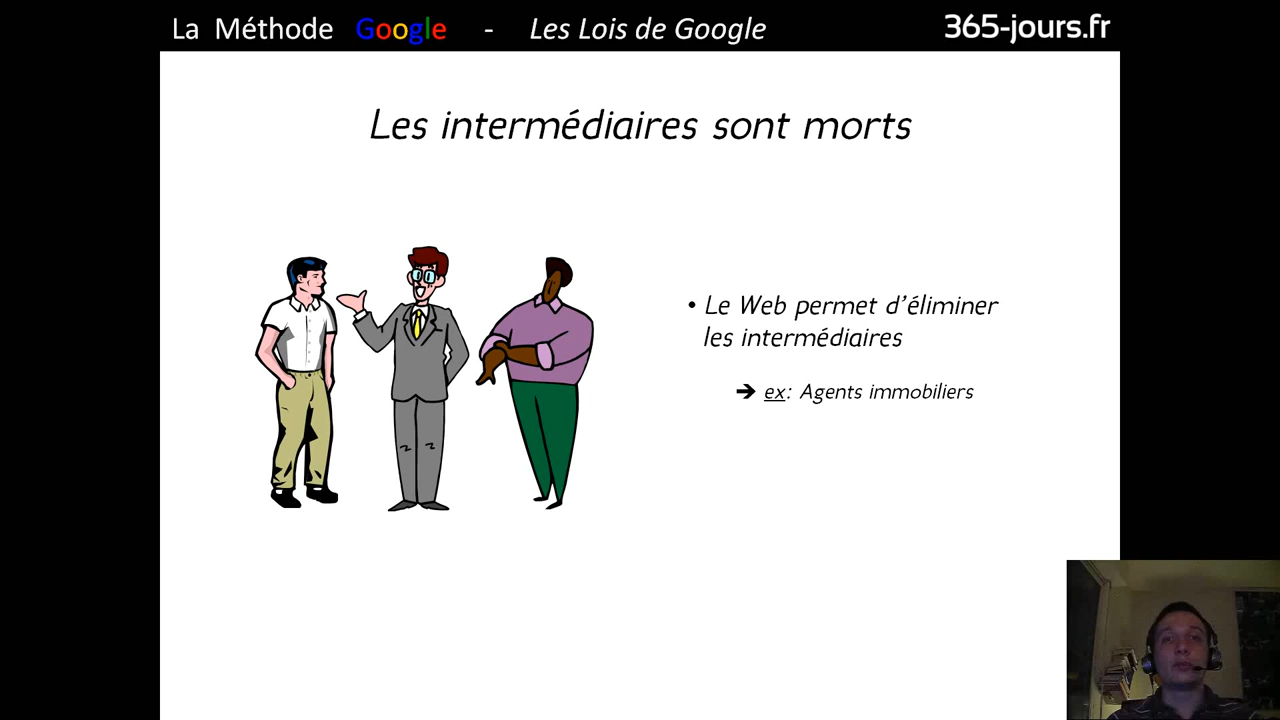 La Méthode Google - Les Lois de Google 365-jours.fr
Les intermédiaires sont morts
• Le Web permet d'éliminer
les intermédiaires
➔ ex: Agents immobiliers